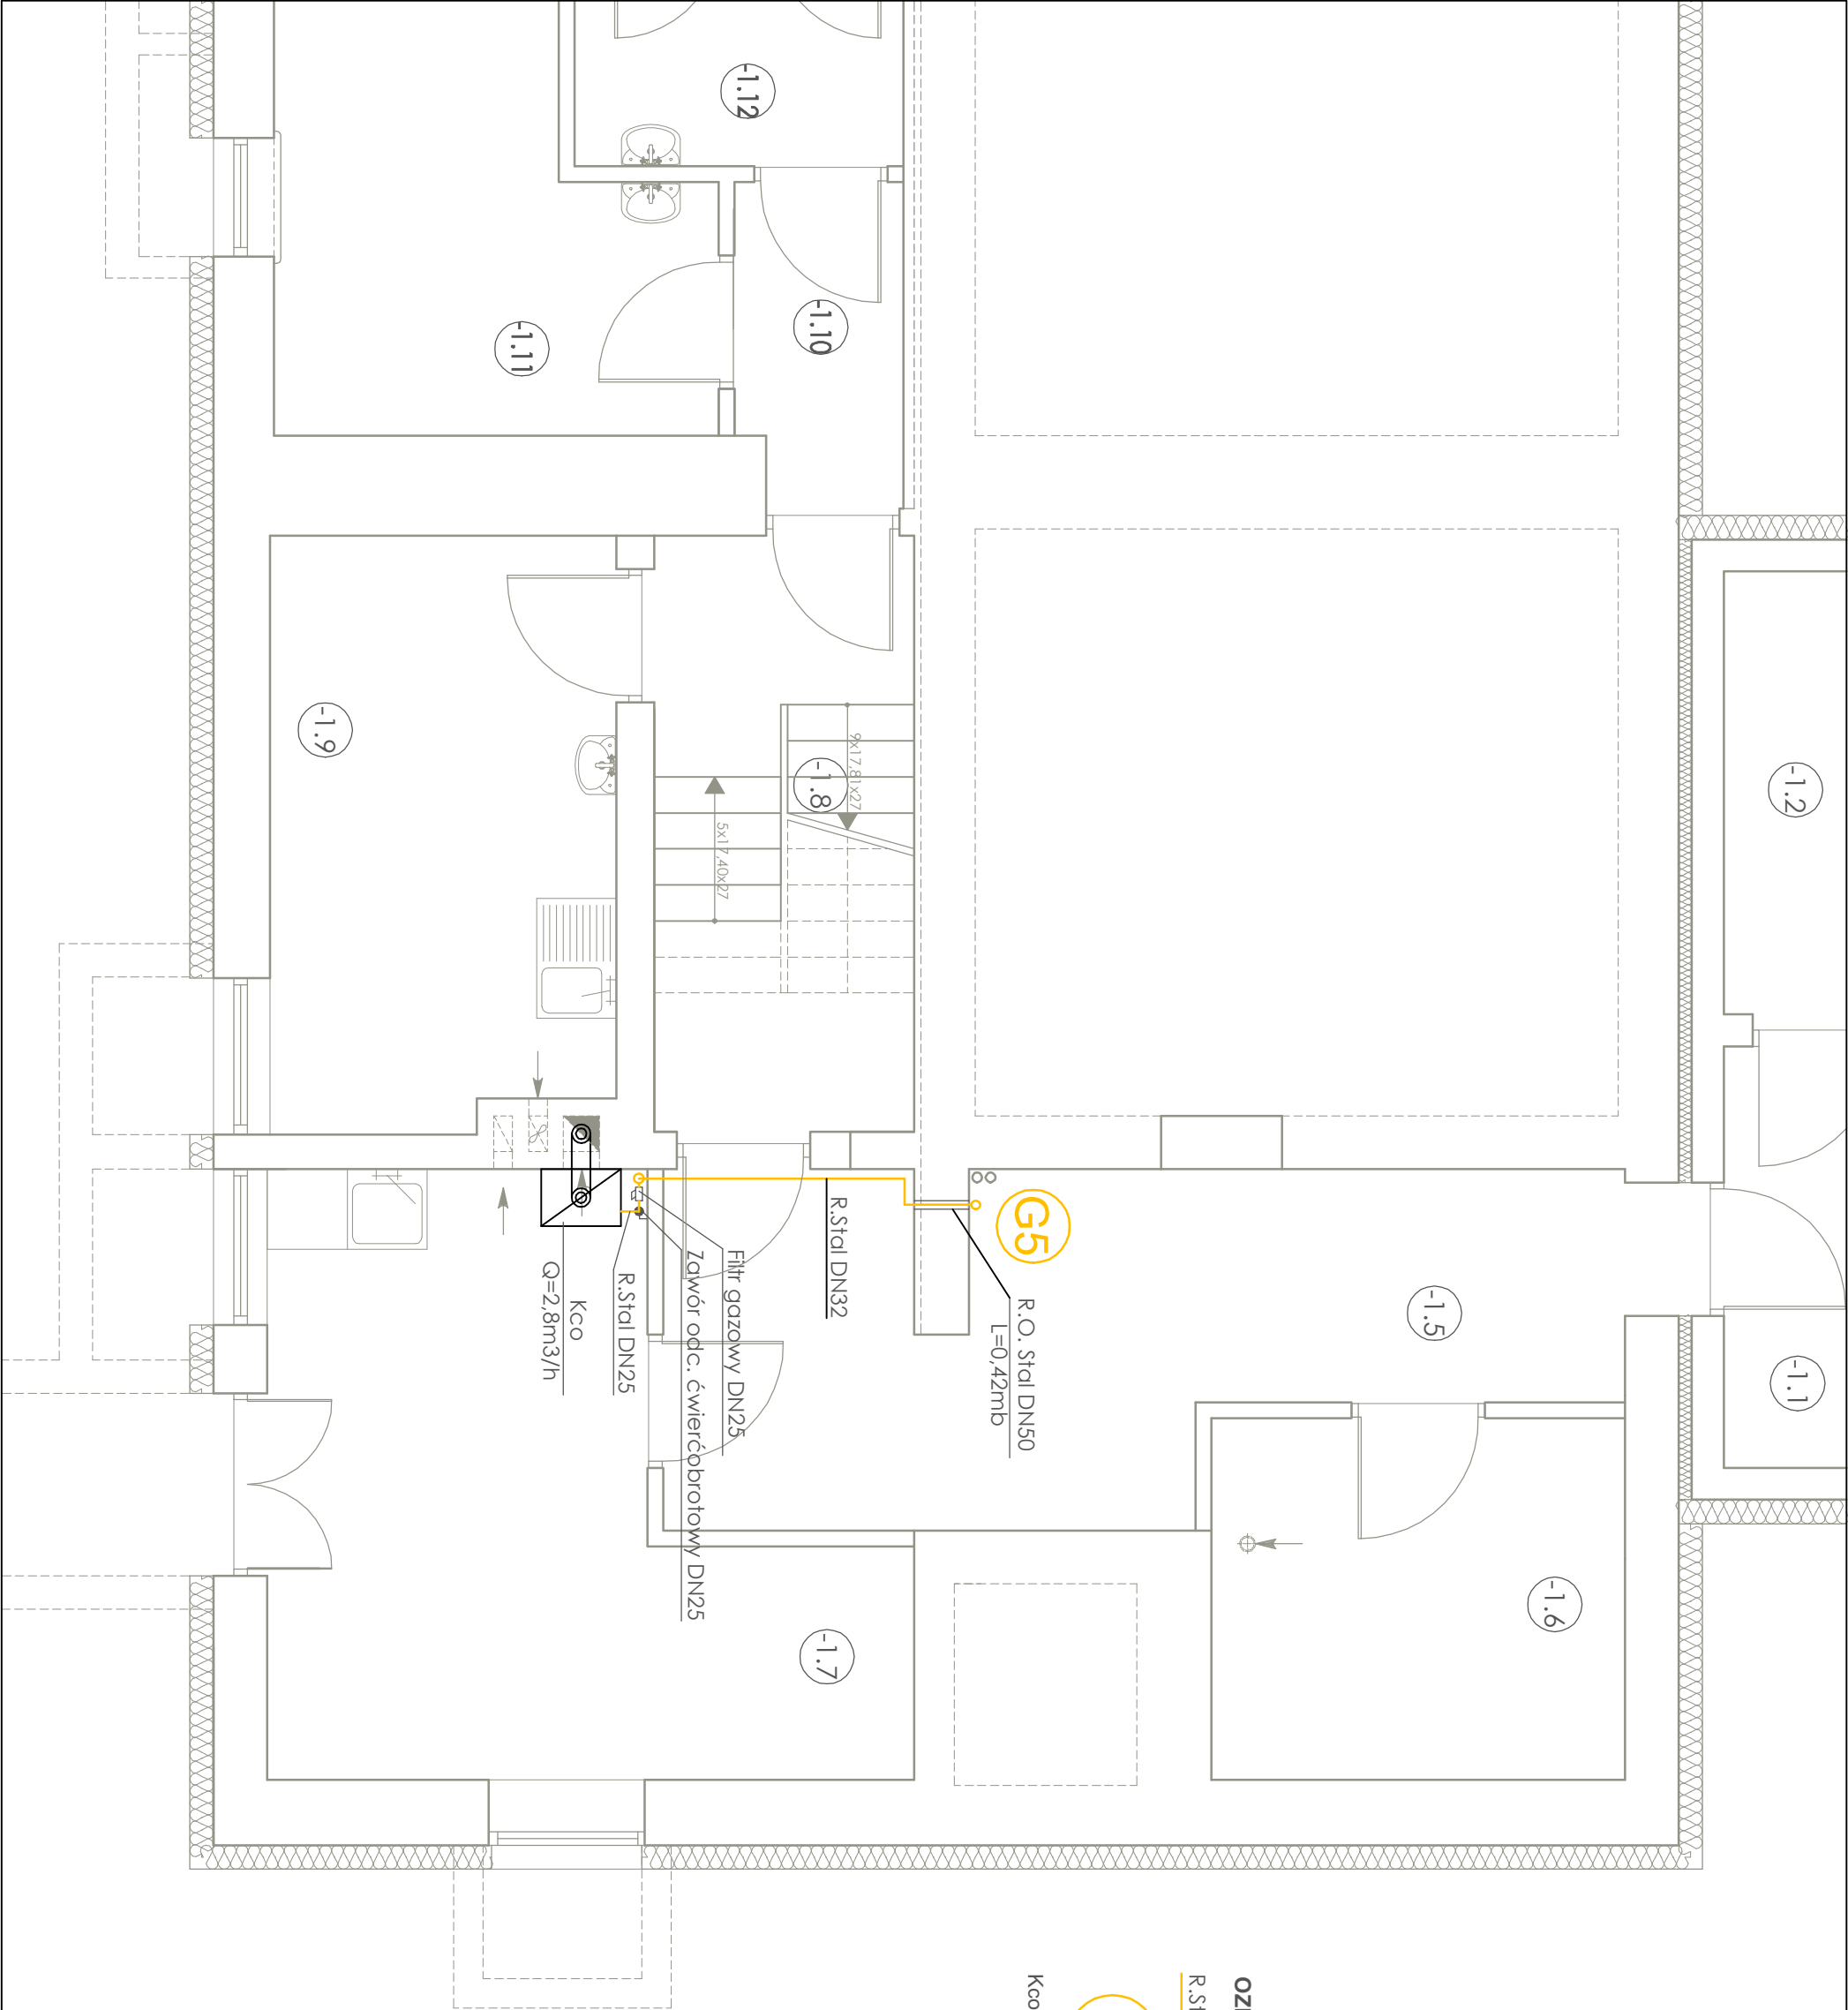 -1.2
-1.1
-1.5
-1.6
G5
R.O. Stal DN50
L=0,42mb
-1.12
-1.10
-1.8
9x17,81x27
5x17,40x27
R.Stal DN32
-1.7
Filtr gazowy DN25
Zawór odc. ćwierćobrotowy DN25
R.Stal DN25
Kco
Q=2,8m3/h
-1.11
-1.9
Kco